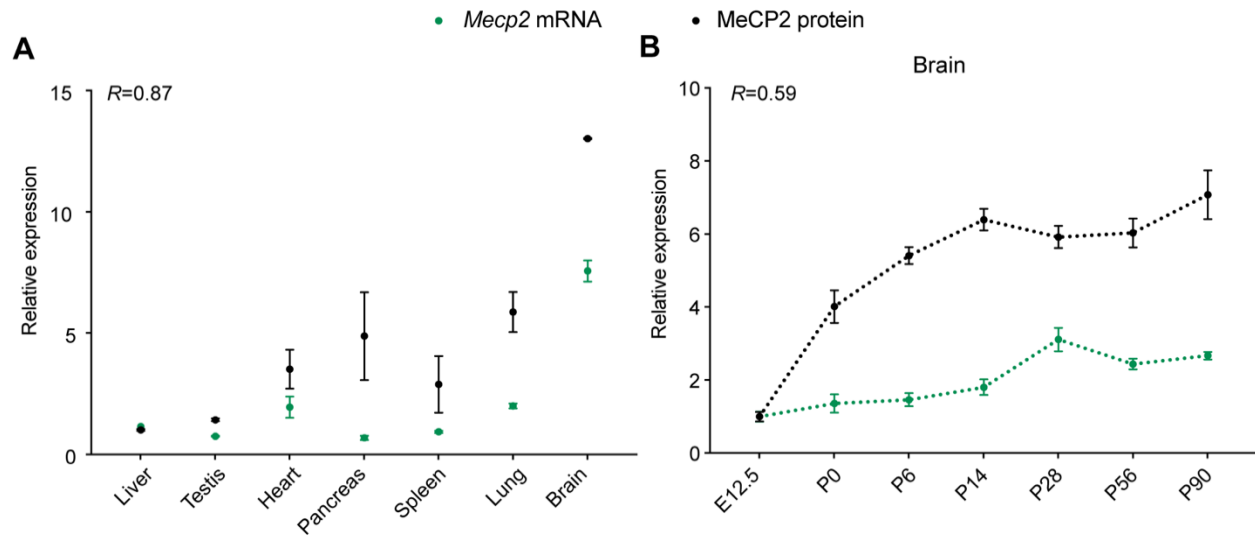 Mecp2 mRNA
MeCP2 protein
A
R=0.87
15
10
5
0
Relative expression
Liver
Testis
Heart
Pancreas
Spleen
Lung
Brain
B
Brain
R=0.59
10
8
6
4
2
0
Relative expression
E12.5
P0
P6
P14
P28
P56
P90